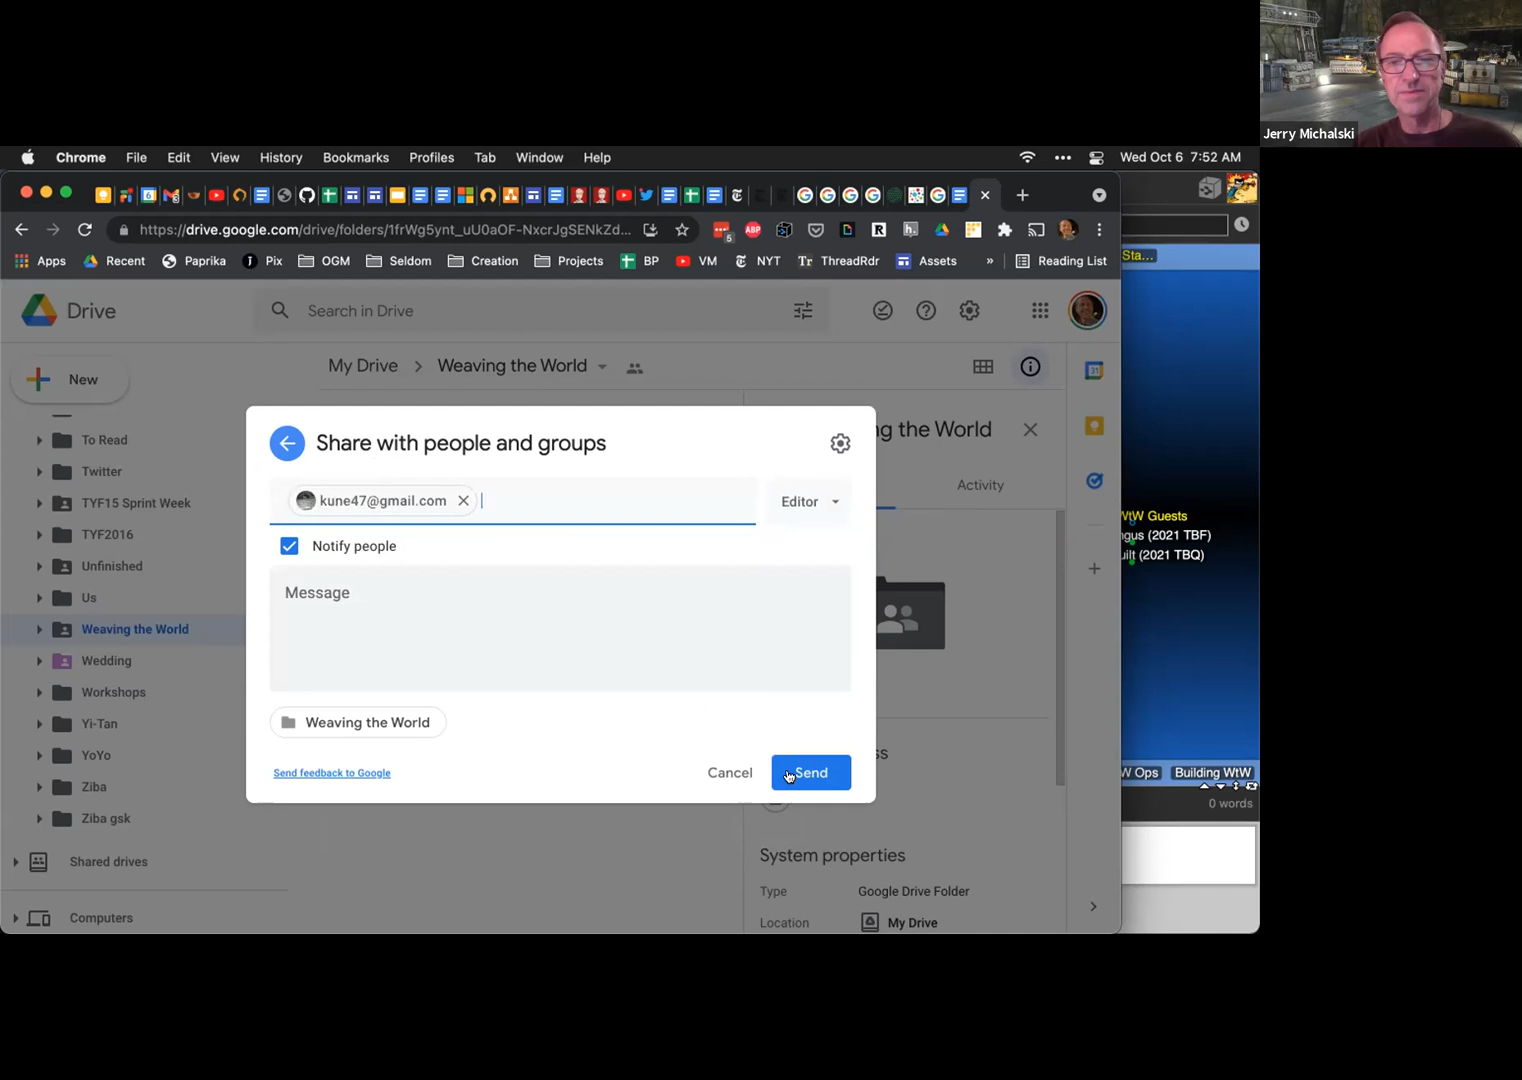 Jerry Michalski
Chrome File Edit View History Bookmarks Profiles Tab Window Help Wed Oct 6 7:52 AM
https://drive.google.com/drive/folders/1frWg5ynt_uU0aOF-NxcrJgSENkZd...
Apps Recent Paprika Pix OGM Seldom Creation Projects BP VM NYT ThreadRdr Assets » Reading List
Sta...
Drive Search in Drive
New
My Drive > Weaving the World
To Read
Twitter
TYF15 Sprint Week
TYF2016
Unfinished
Us
Weaving the World
Wedding
Workshops
Yi-Tan
YoYo
Ziba
Ziba gsk
Shared drives
Computers
Share with people and groups
kune47@gmail.com
Editor
Notify people
Message
Weaving the World
Send feedback to Google
Cancel Send
ng the World
Activity
System properties
Type Google Drive Folder
Location My Drive
WtW Guests
ngus (2021 TBF)
uilt (2021 TBQ)
W Ops Building WtW
0 words